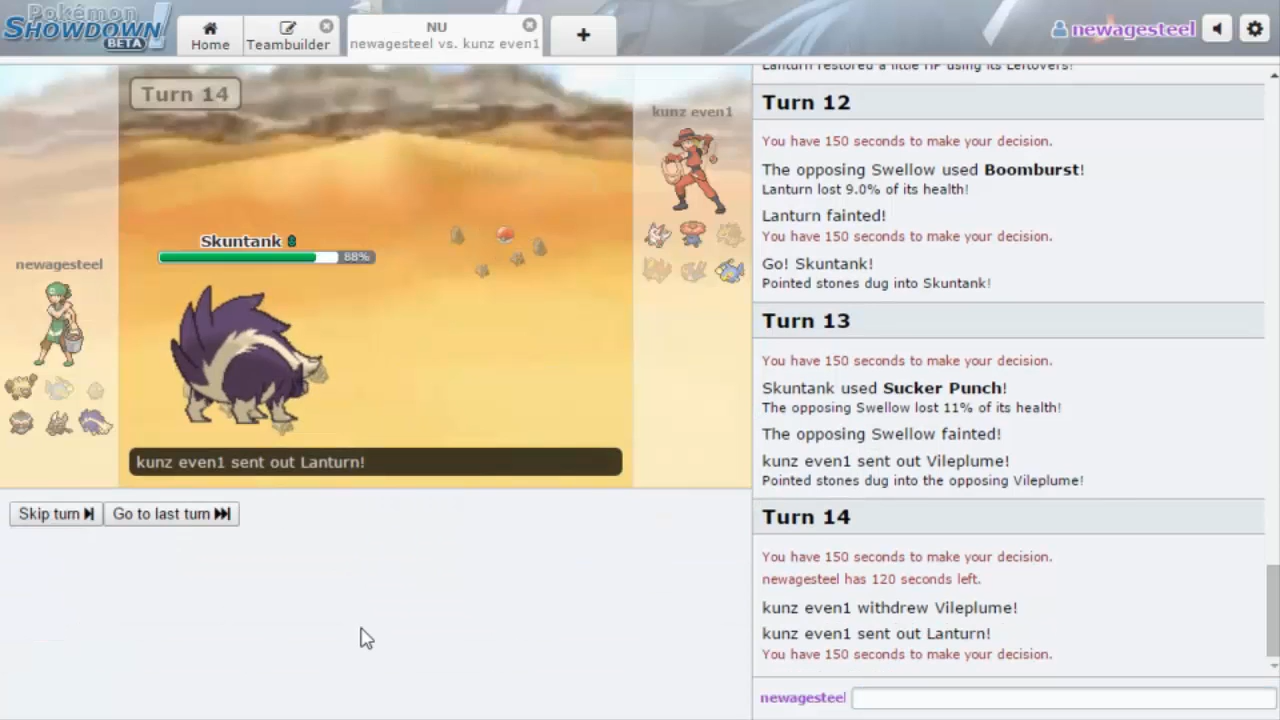 Pokémon
SHOWDOWN!
BETA
Home
Teambuilder
NU
newagesteel vs. kunz even1
+
newagesteel
Turn 14
kunz even1
newagesteel
Skuntank
88%
kunz even1 sent out Lanturn!
Skip turn
Go to last turn
Lanturn restored a little HP using its Leftovers!
Turn 12
You have 150 seconds to make your decision.
The opposing Swellow used Boomburst!
Lanturn lost 9.0% of its health!
Lanturn fainted!
You have 150 seconds to make your decision.
Go! Skuntank!
Pointed stones dug into Skuntank!
Turn 13
You have 150 seconds to make your decision.
Skuntank used Sucker Punch!
The opposing Swellow lost 11% of its health!
The opposing Swellow fainted!
kunz even1 sent out Vileplume!
Pointed stones dug into the opposing Vileplume!
Turn 14
You have 150 seconds to make your decision.
newagesteel has 120 seconds left.
kunz even1 withdrew Vileplume!
kunz even1 sent out Lanturn!
You have 150 seconds to make your decision.
newagesteel